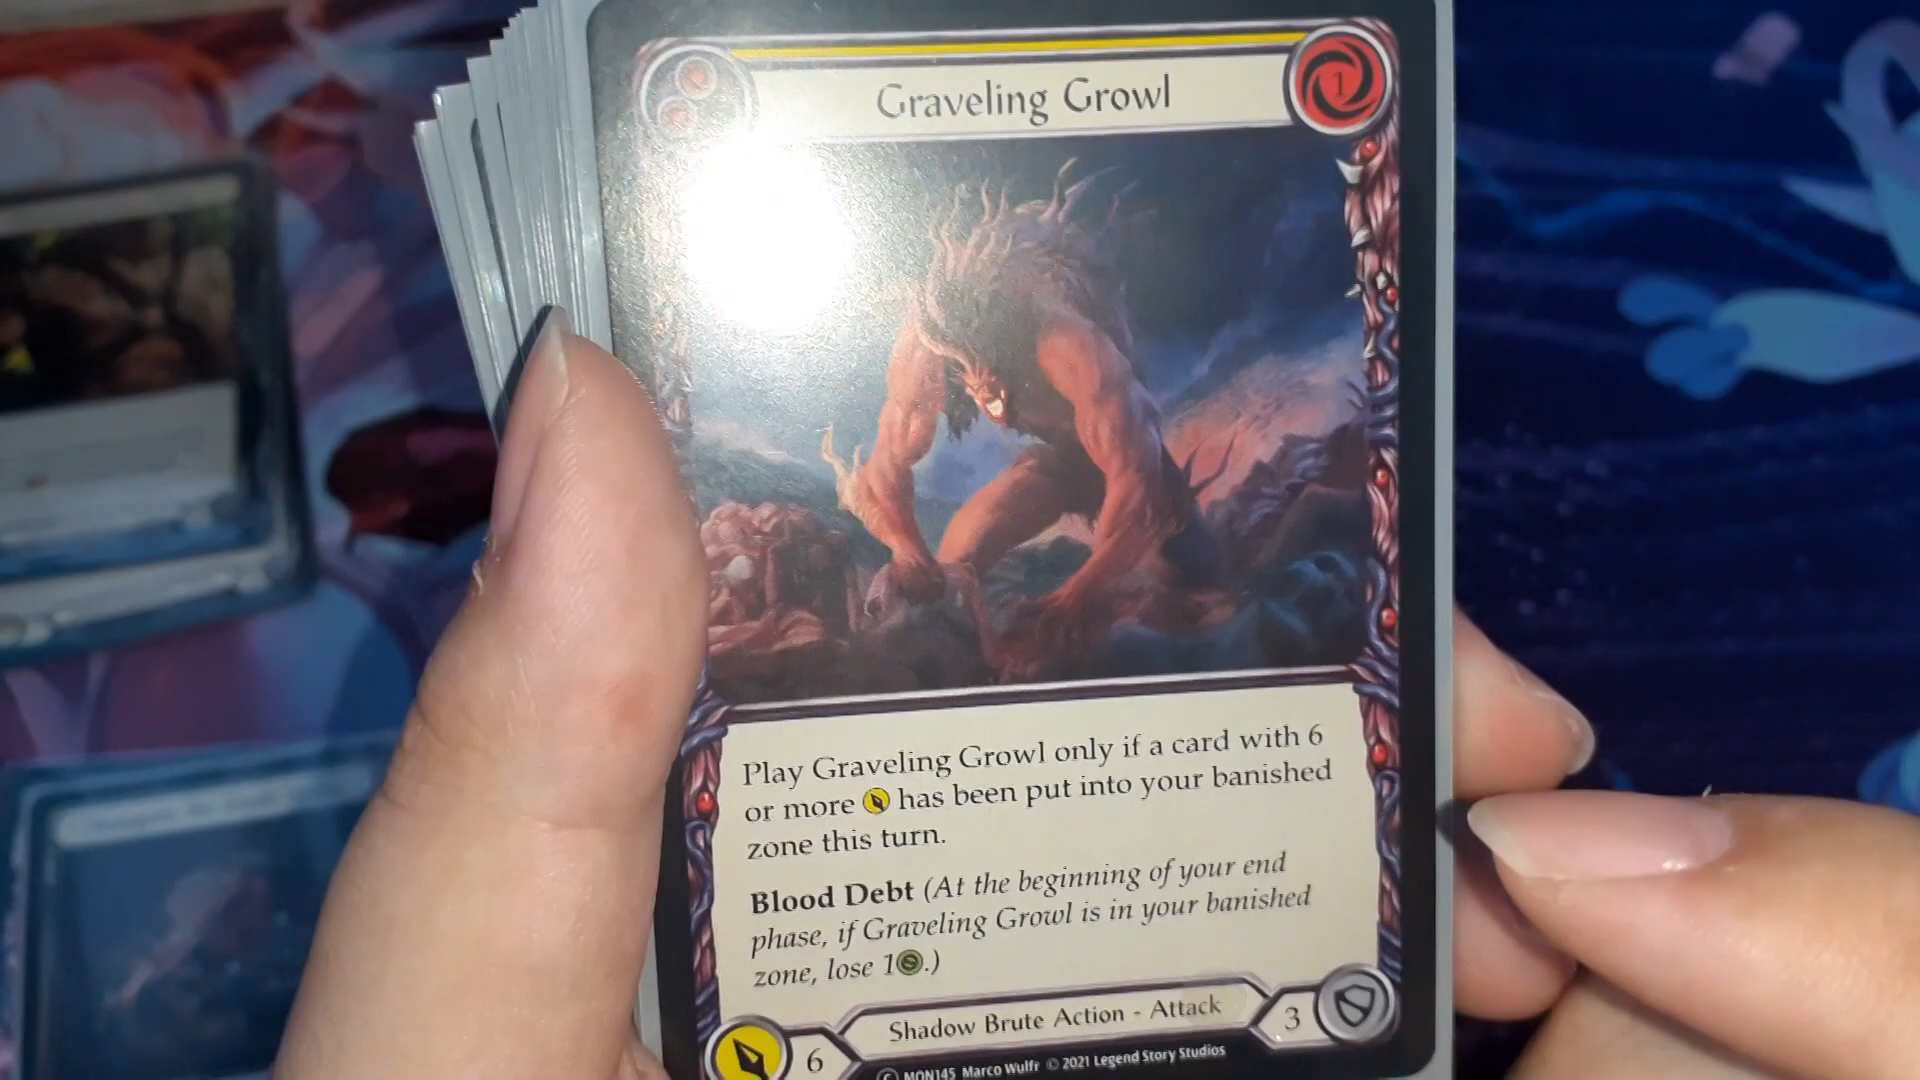 Graveling Growl
1
Play Graveling Growl only if a card with 6
or more has been put into your banished
zone this turn.
Blood Debt (At the beginning of your end
phase, if Graveling Growl is in your banished
zone, lose 1.)
Shadow Brute Action - Attack
6
3
C MON145 Marco Wulfr © 2021 Legend Story Studios